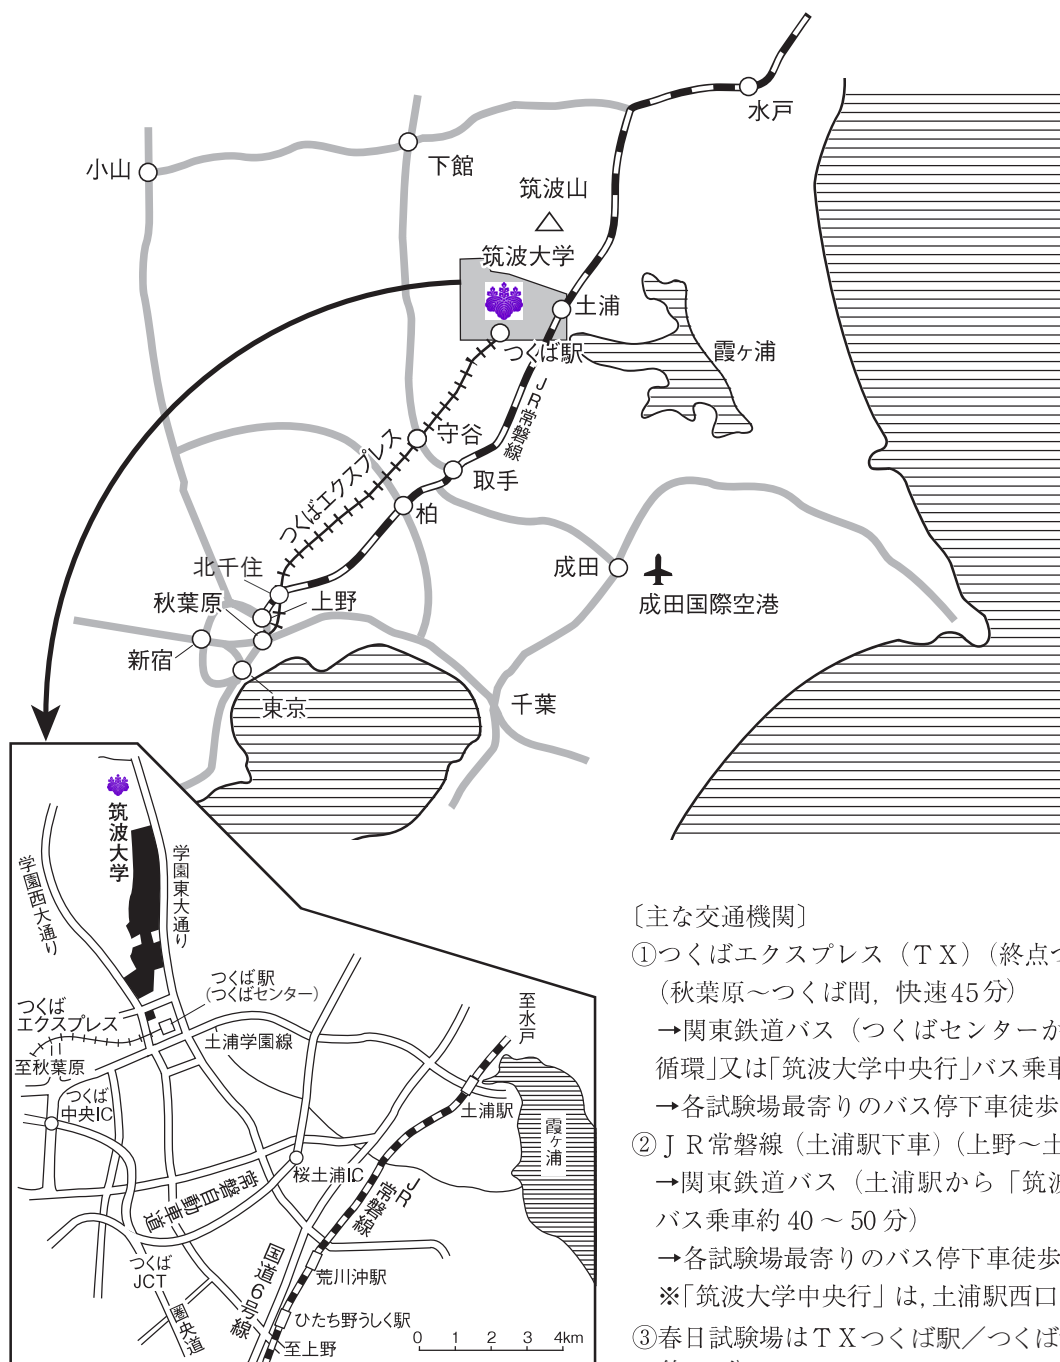 水戸
小山
下館
筑波山
筑波大学
土浦
つくば駅
霞ヶ浦
JR常磐線
守谷
つくばエクスプレス
取手
柏
北千住
成田
秋葉原
上野
成田国際空港
新宿
東京
千葉
筑波大学
学園西大通り
学園東大通り
つくば駅
(つくばセンター)
至水戸
つくば
エクスプレス
土浦学園線
至秋葉原
つくば
中央IC
土浦駅
霞ヶ浦
桜土浦IC
常磐自動車道
JR
常磐線
つくば
JCT
国道6号線
荒川沖駅
圏央道
ひたち野うしく駅
至上野
0 1 2 3 4km
〔主な交通機関〕
①つくばエクスプレス（ＴＸ）（終点つ
（秋葉原～つくば間，快速45分）
→関東鉄道バス（つくばセンターか
循環」又は「筑波大学中央行」バス乗車
→各試験場最寄りのバス停下車徒歩
②ＪＲ常磐線（土浦駅下車）（上野～土
→関東鉄道バス（土浦駅から「筑波
バス乗車約 40 ～ 50 分）
→各試験場最寄りのバス停下車徒歩
※「筑波大学中央行」は，土浦駅西口
③春日試験場はＴＸつくば駅／つくば